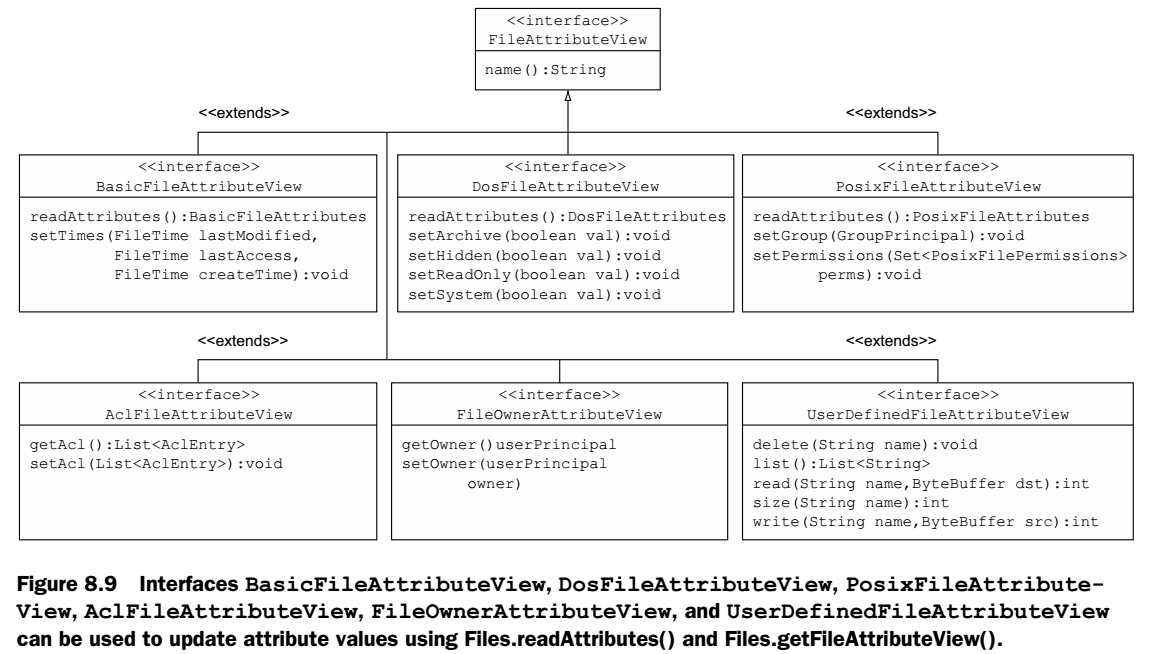 <<interface>>
FileAttributeView
name():String
<<extends>>
<<extends>>
<<interface>>
BasicFileAttributeView
readAttributes():BasicFileAttributes
setTimes(FileTime lastModified,
FileTime lastAccess,
FileTime createTime):void
<<interface>>
DosFileAttributeView
readAttributes():DosFileAttributes
setArchive(boolean val):void
setHidden(boolean val):void
setReadOnly(boolean val):void
setSystem(boolean val):void
<<interface>>
PosixFileAttributeView
readAttributes():PosixFileAttributes
setGroup(GroupPrincipal):void
setPermissions(Set<PosixFilePermissions>
perms):void
<<extends>>
<<extends>>
<<interface>>
AclFileAttributeView
getAcl():List<AclEntry>
setAcl(List<AclEntry>):void
<<interface>>
FileOwnerAttributeView
getOwner()userPrincipal
setOwner(userPrincipal
owner)
<<interface>>
UserDefinedFileAttributeView
delete(String name):void
list():List<String>
read(String name,ByteBuffer dst):int
size(String name):int
write(String name,ByteBuffer src):int
Figure 8.9 Interfaces BasicFileAttributeView, DosFileAttributeView, PosixFileAttribute-
View, AclFileAttributeView, FileOwnerAttributeView, and UserDefinedFileAttributeView
can be used to update attribute values using Files.readAttributes() and Files.getFileAttributeView().